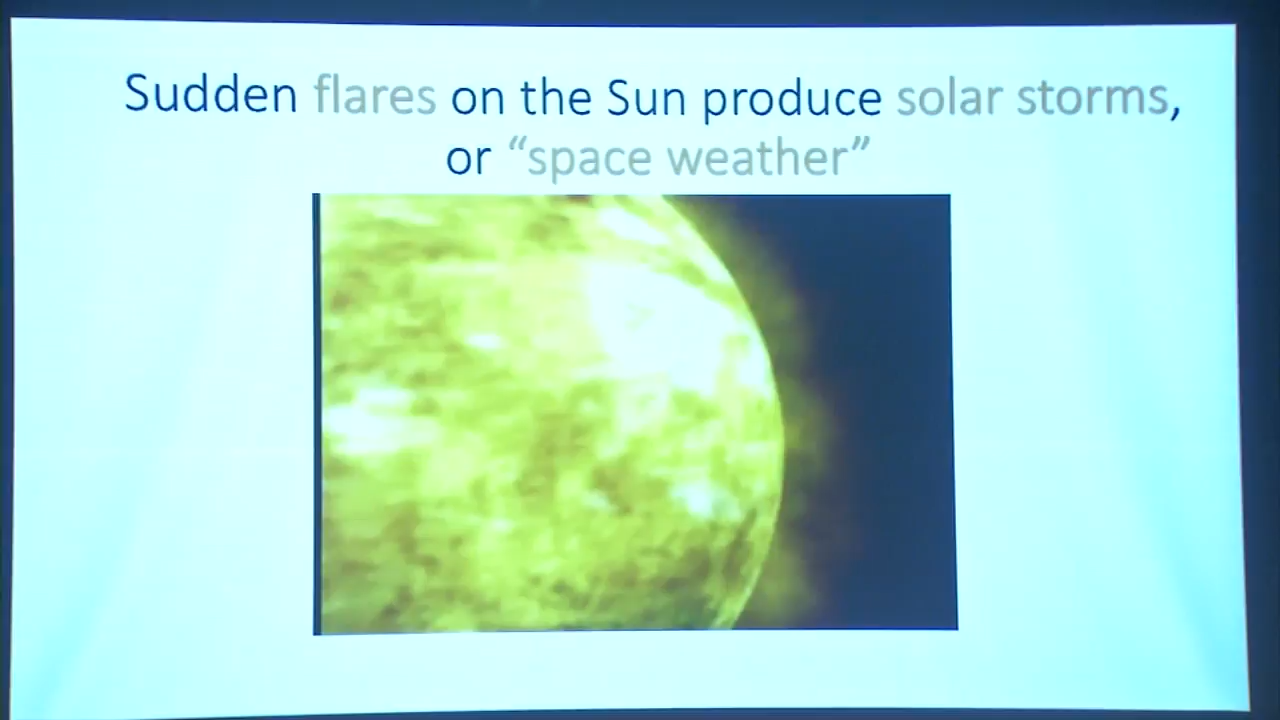 Sudden flares on the Sun produce solar storms,
or “space weather”